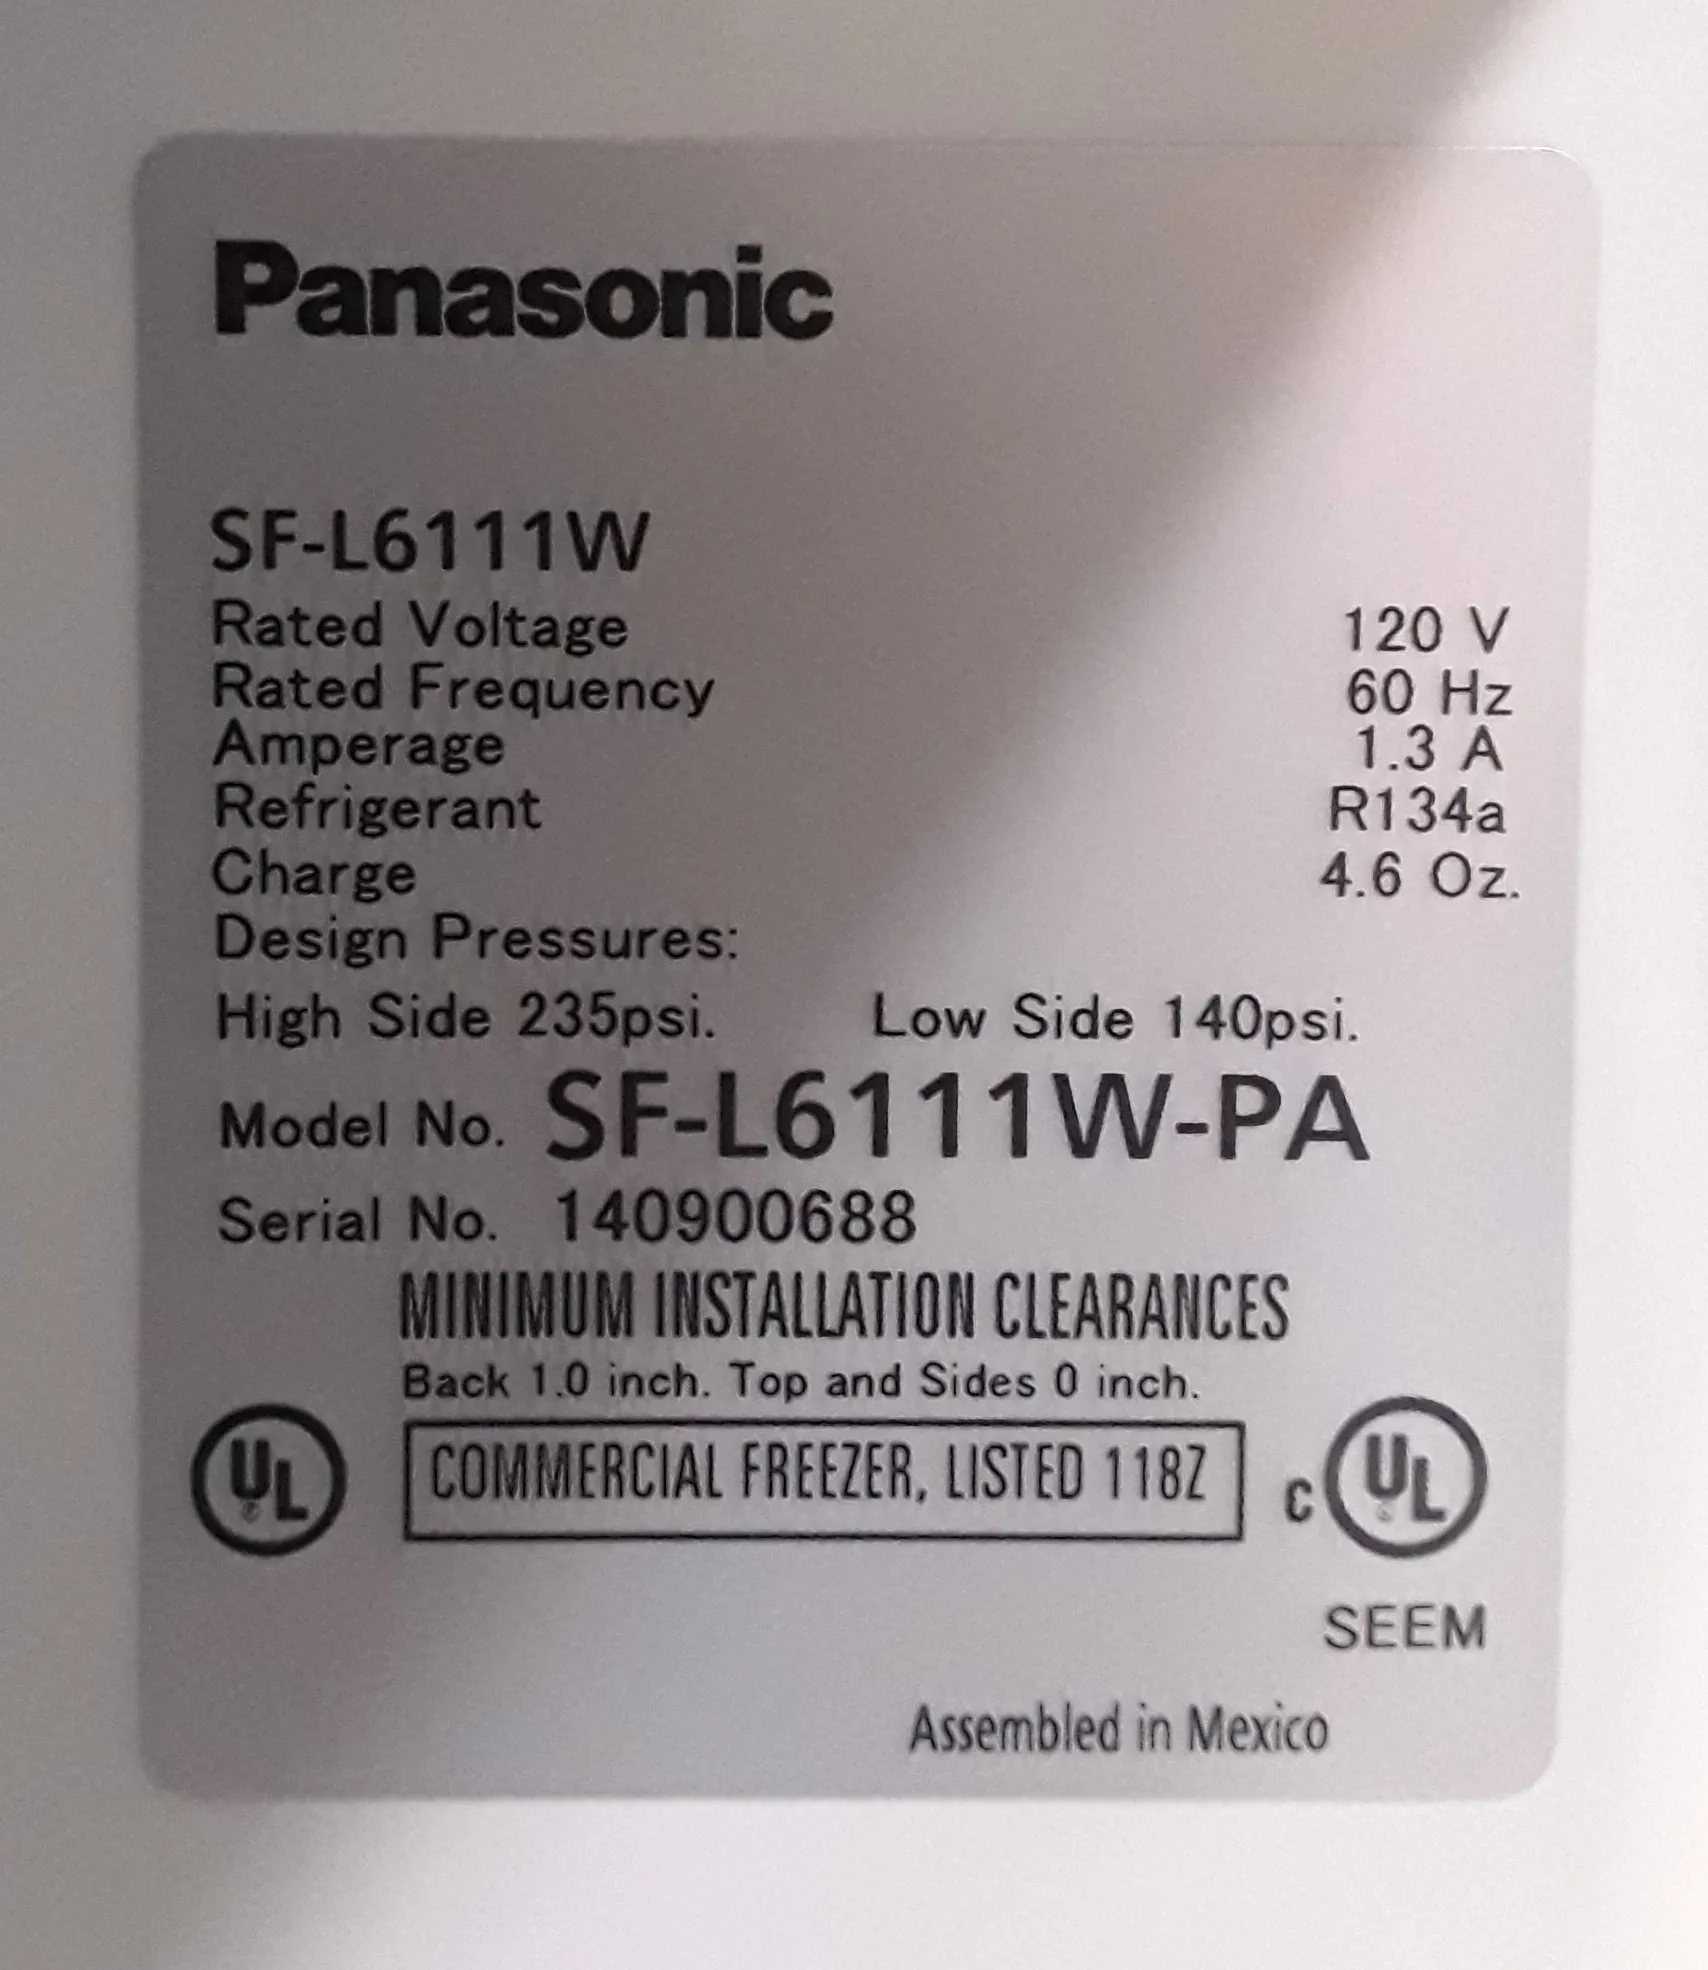 Panasonic
SF-L6111W
Rated Voltage 120 V
Rated Frequency 60 Hz
Amperage 1.3 A
Refrigerant R134a
Charge 4.6 Oz.
Design Pressures:
High Side 235psi. Low Side 140psi.
Model No. SF-L6111W-PA
Serial No. 140900688
MINIMUM INSTALLATION CLEARANCES
Back 1.0 inch. Top and Sides 0 inch.
UL COMMERCIAL FREEZER, LISTED 118Z C UL
SEEM
Assembled in Mexico